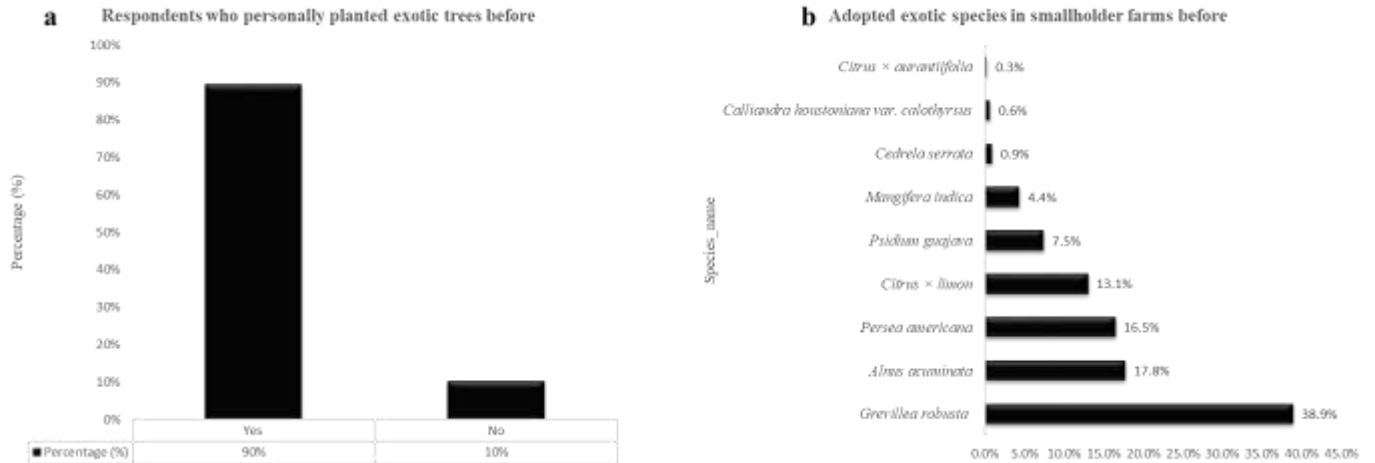 a Respondents who personally planted exotic trees before
100%
90%
80%
70%
60%
50%
40%
30%
20%
10%
0%
Percentage (%)
Yes No
Percentage (%) 90% 10%
b Adopted exotic species in smallholder farms before
Species_name
Citrus × aurantiifolia 0.3%
Calliandra houstoniana var. calothyrsus 0.6%
Cedrela serrata 0.9%
Mangifera indica 4.4%
Psidium guajava 7.5%
Citrus × limon 13.1%
Persea americana 16.5%
Alnus acuminata 17.8%
Grevillea robusta 38.9%
0.0% 5.0% 10.0% 15.0% 20.0% 25.0% 30.0% 35.0% 40.0% 45.0%